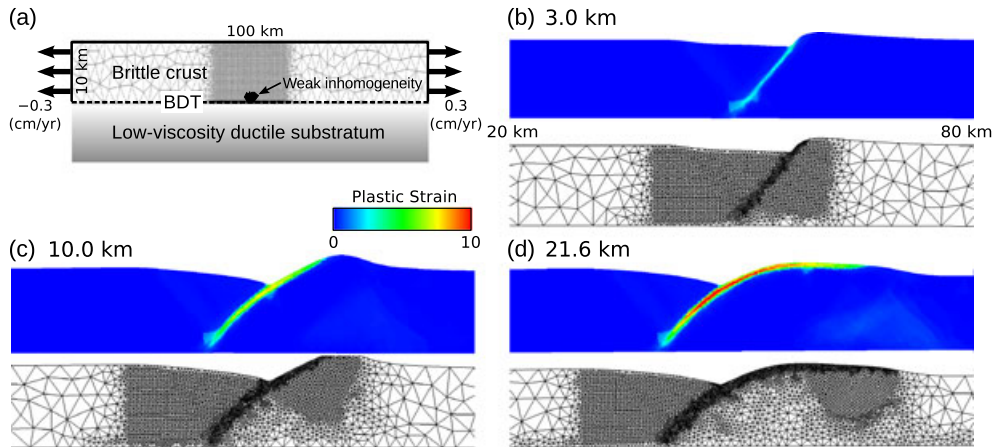 (a)
100 km
10 km
Brittle crust
Weak inhomogeneity
−0.3
BDT
0.3
(cm/yr)
(cm/yr)
Low-viscosity ductile substratum
(b) 3.0 km
20 km
80 km
Plastic Strain
0
10
(c) 10.0 km
(d) 21.6 km